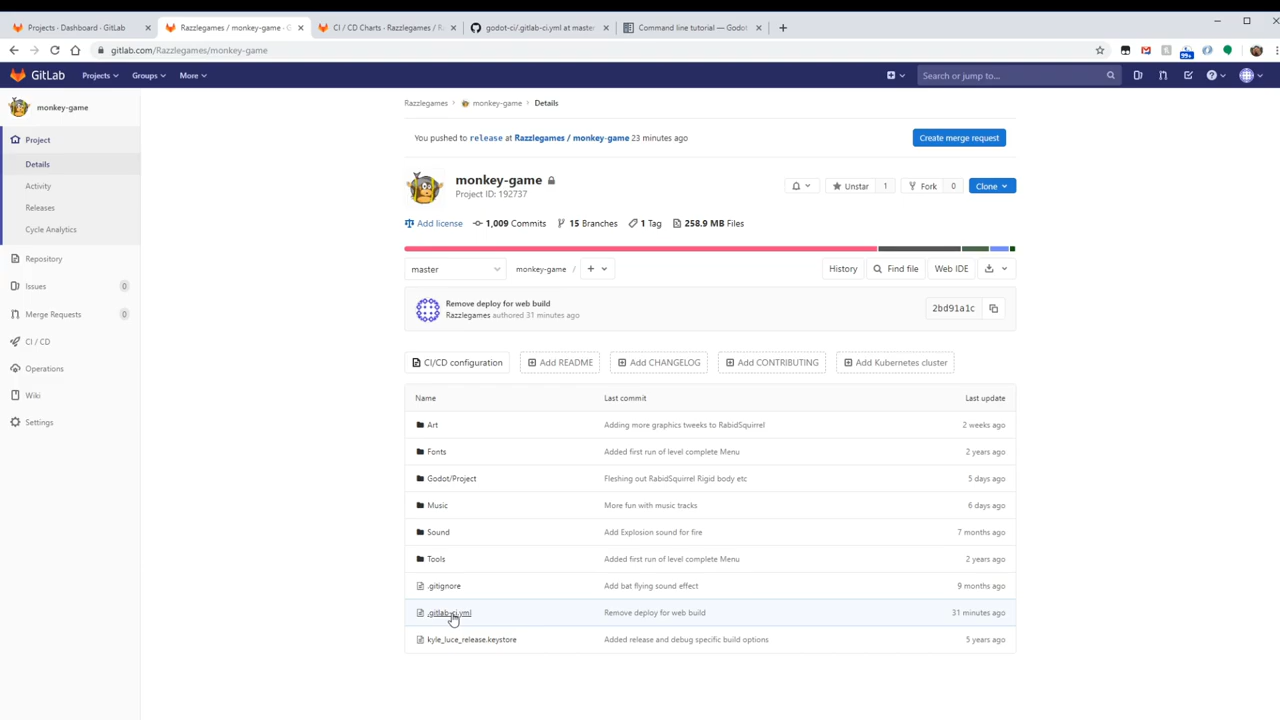 Projects · Dashboard · GitLab
Razzlegames / monkey-game · G
CI / CD Charts · Razzlegames / R
godot-ci/.gitlab-ci.yml at master
Command line tutorial — Godot
gitlab.com/Razzlegames/monkey-game
99+
GitLab
Projects
Groups
More
Search or jump to...
monkey-game
Project
Details
Activity
Releases
Cycle Analytics
Repository
Issues
0
Merge Requests
0
CI / CD
Operations
Wiki
Settings
Razzlegames monkey-game Details
You pushed to release at Razzlegames / monkey-game 23 minutes ago
Create merge request
monkey-game
Project ID: 192737
Unstar 1
Fork 0
Clone
Add license
1,009 Commits
15 Branches
1 Tag
258.9 MB Files
master
monkey-game /
+
History
Find file
Web IDE
Remove deploy for web build
Razzlegames authored 31 minutes ago
2bd91a1c
CI/CD configuration
Add README
Add CHANGELOG
Add CONTRIBUTING
Add Kubernetes cluster
Name Last commit Last update
Art Adding more graphics tweeks to RabidSquirrel 2 weeks ago
Fonts Added first run of level complete Menu 2 years ago
Godot/Project Fleshing out RabidSquirrel Rigid body etc 5 days ago
Music More fun with music tracks 6 days ago
Sound Add Explosion sound for fire 7 months ago
Tools Added first run of level complete Menu 2 years ago
.gitignore Add bat flying sound effect 9 months ago
.gitlab-ci.yml Remove deploy for web build 31 minutes ago
kyle_luce_release.keystore Added release and debug specific build options 5 years ago